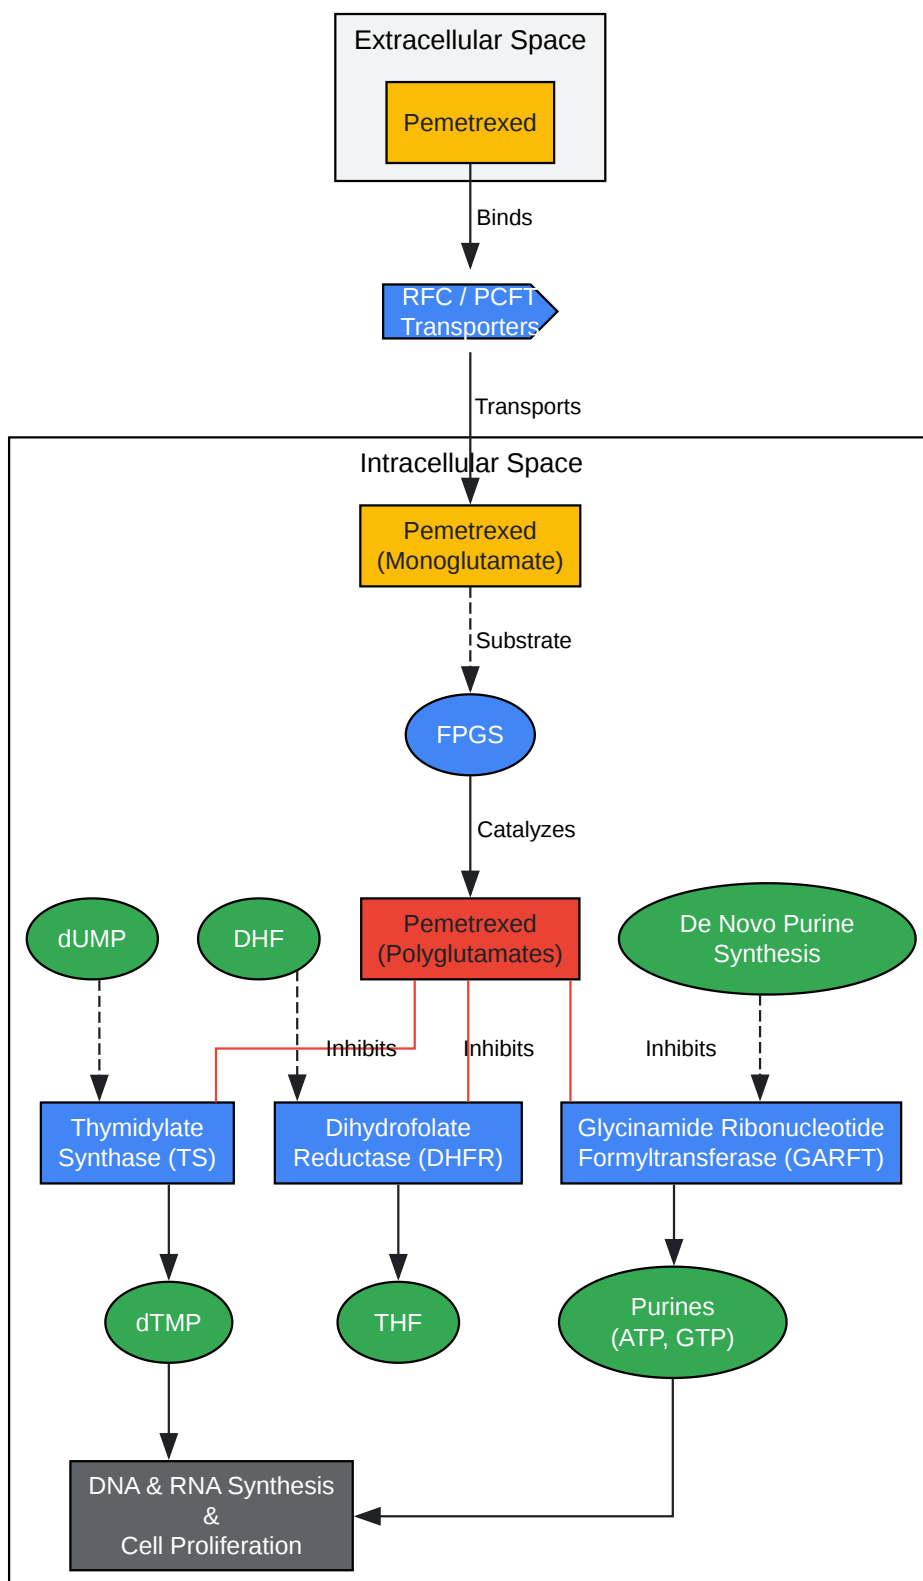 Extracellular Space
Pemetrexed
Binds
RFC / PCFT
Transporters
Transports
Intracellular Space
Pemetrexed
(Monoglutamate)
Substrate
FPGS
Catalyzes
dUMP
DHF
Pemetrexed
(Polyglutamates)
De Novo Purine
Synthesis
Inhibits
Inhibits
Inhibits
Thymidylate
Synthase (TS)
Dihydrofolate
Reductase (DHFR)
Glycinamide Ribonucleotide
Formyltransferase (GARFT)
dTMP
THF
Purines
(ATP, GTP)
DNA & RNA Synthesis
&
Cell Proliferation